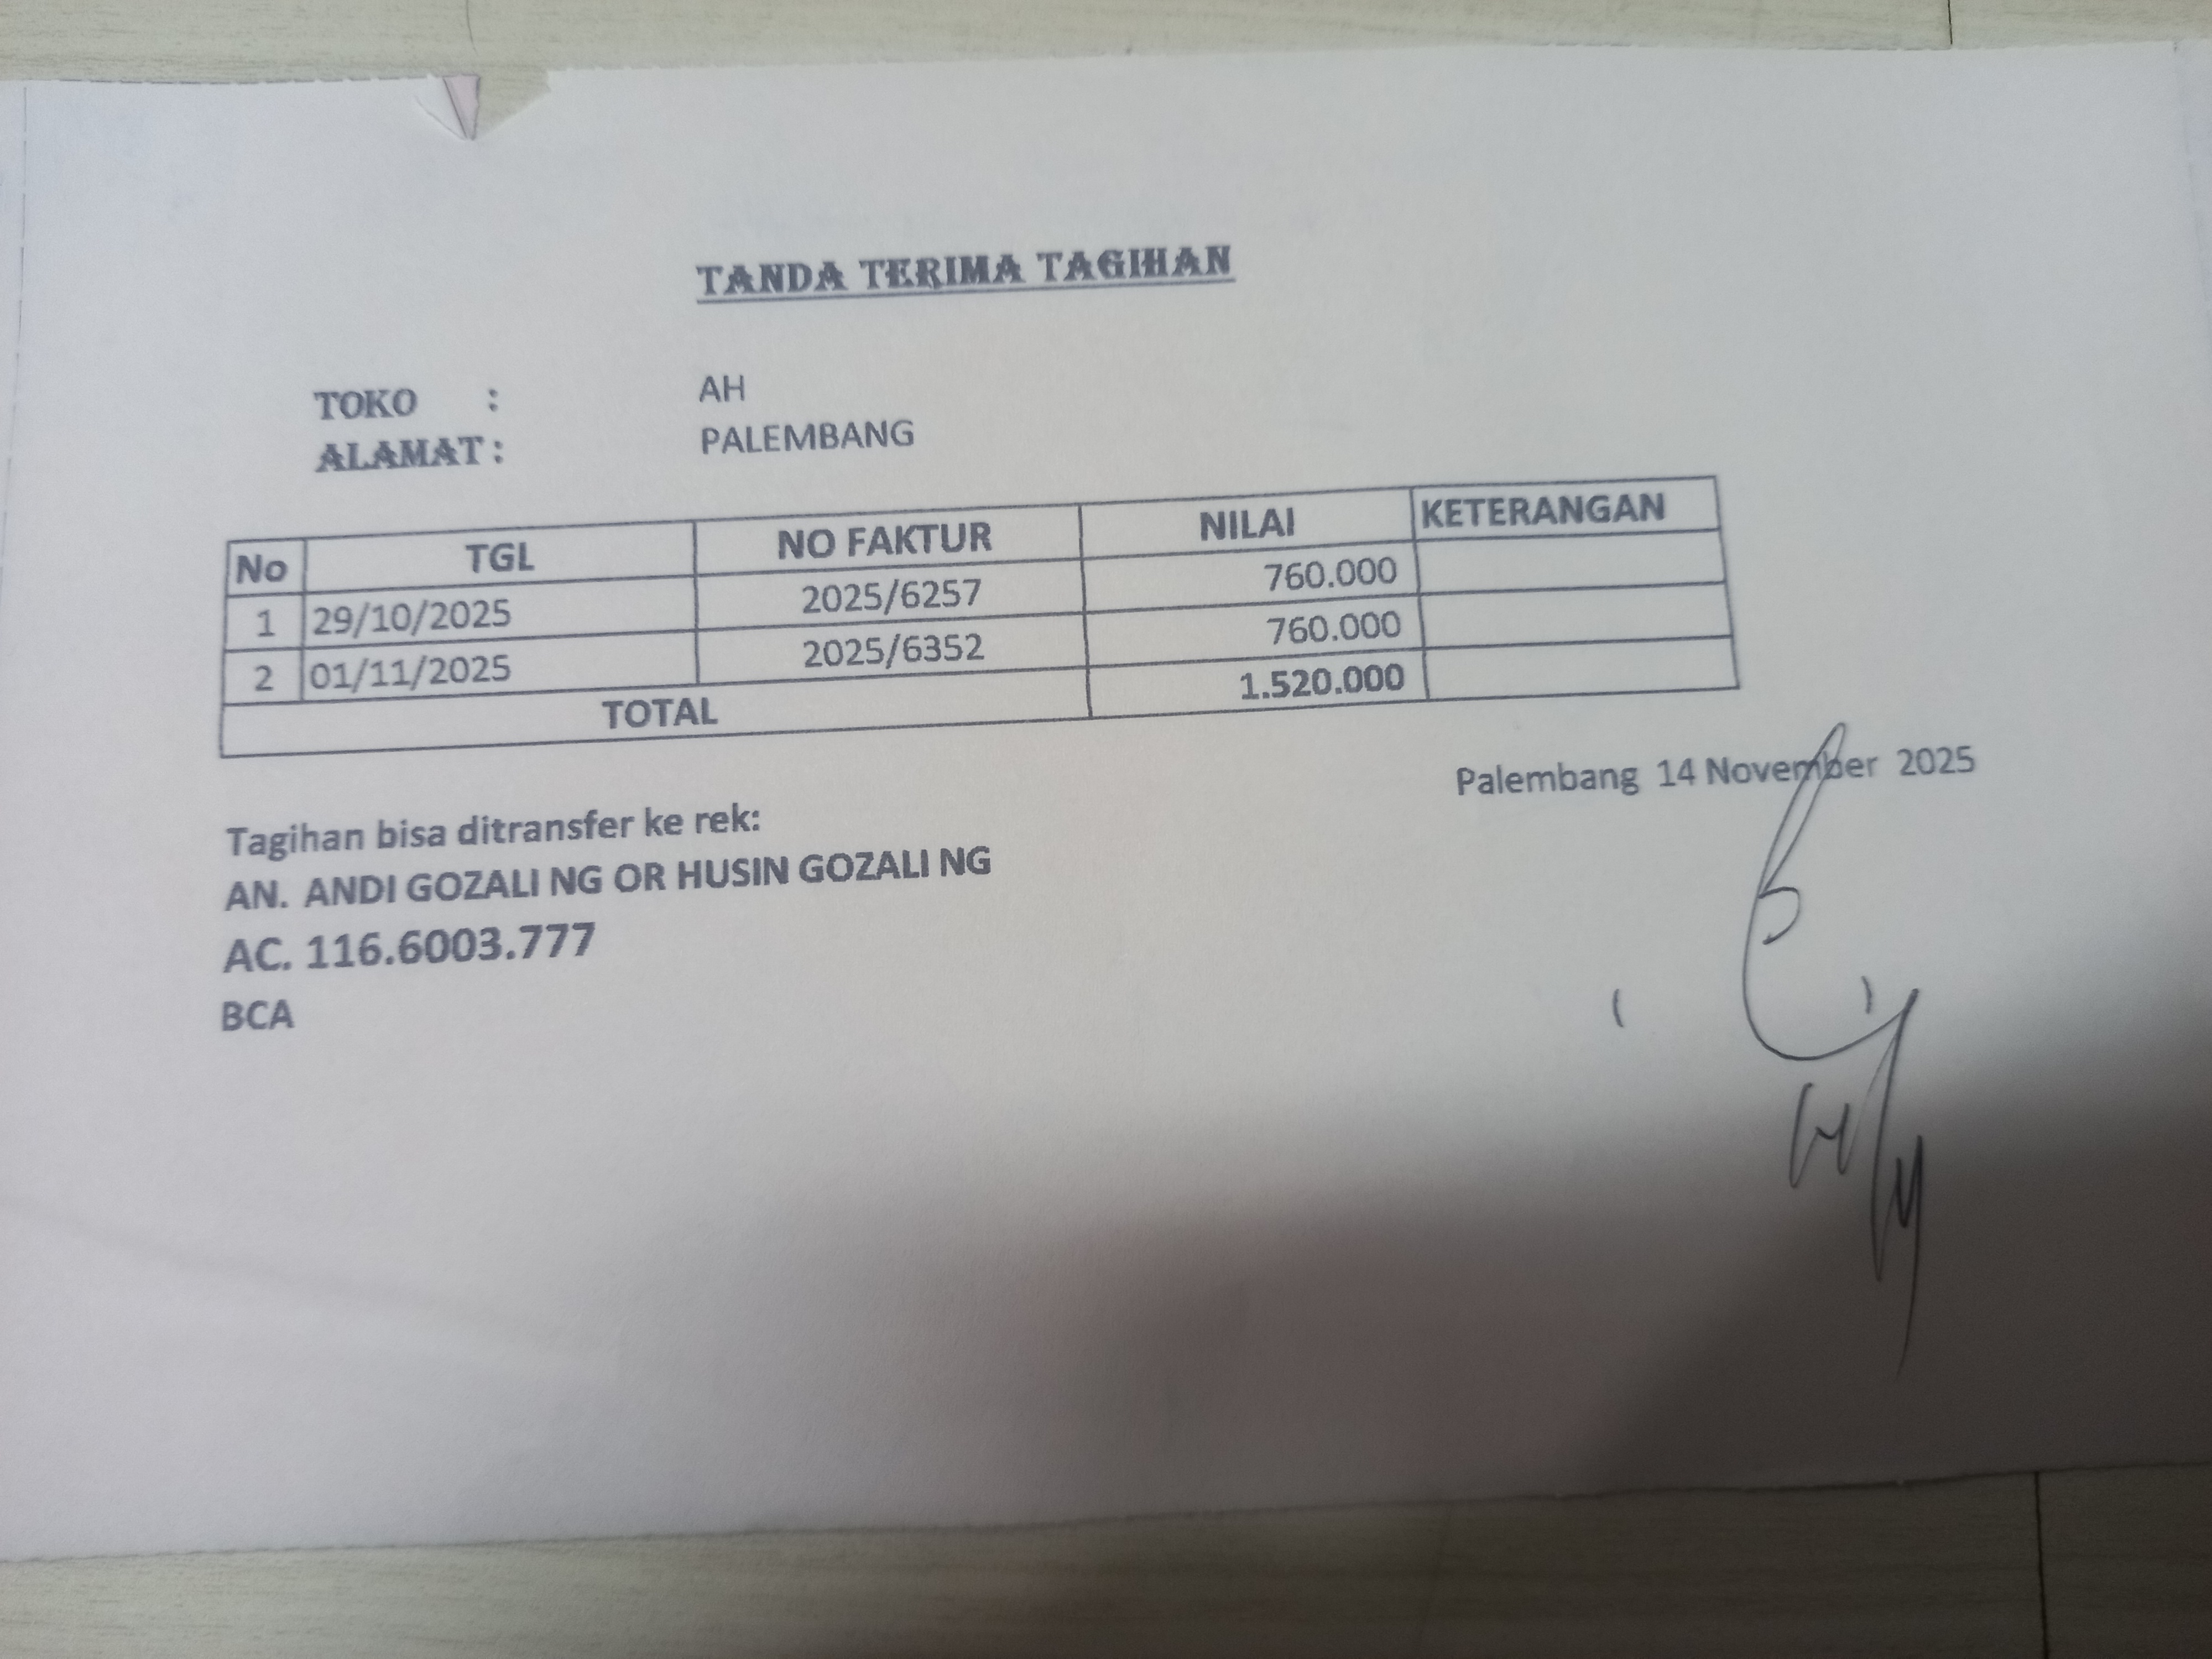 TANDA TERIMA TAGIHAN
TOKO : AH
ALAMAT : PALEMBANG
No TGL NO FAKTUR NILAI KETERANGAN
1 29/10/2025 2025/6257 760.000
2 01/11/2025 2025/6352 760.000
TOTAL 1.520.000
Palembang 14 November 2025
Tagihan bisa ditransfer ke rek:
AN. ANDI GOZALI NG OR HUSIN GOZALI NG
AC. 116.6003.777
BCA
( )